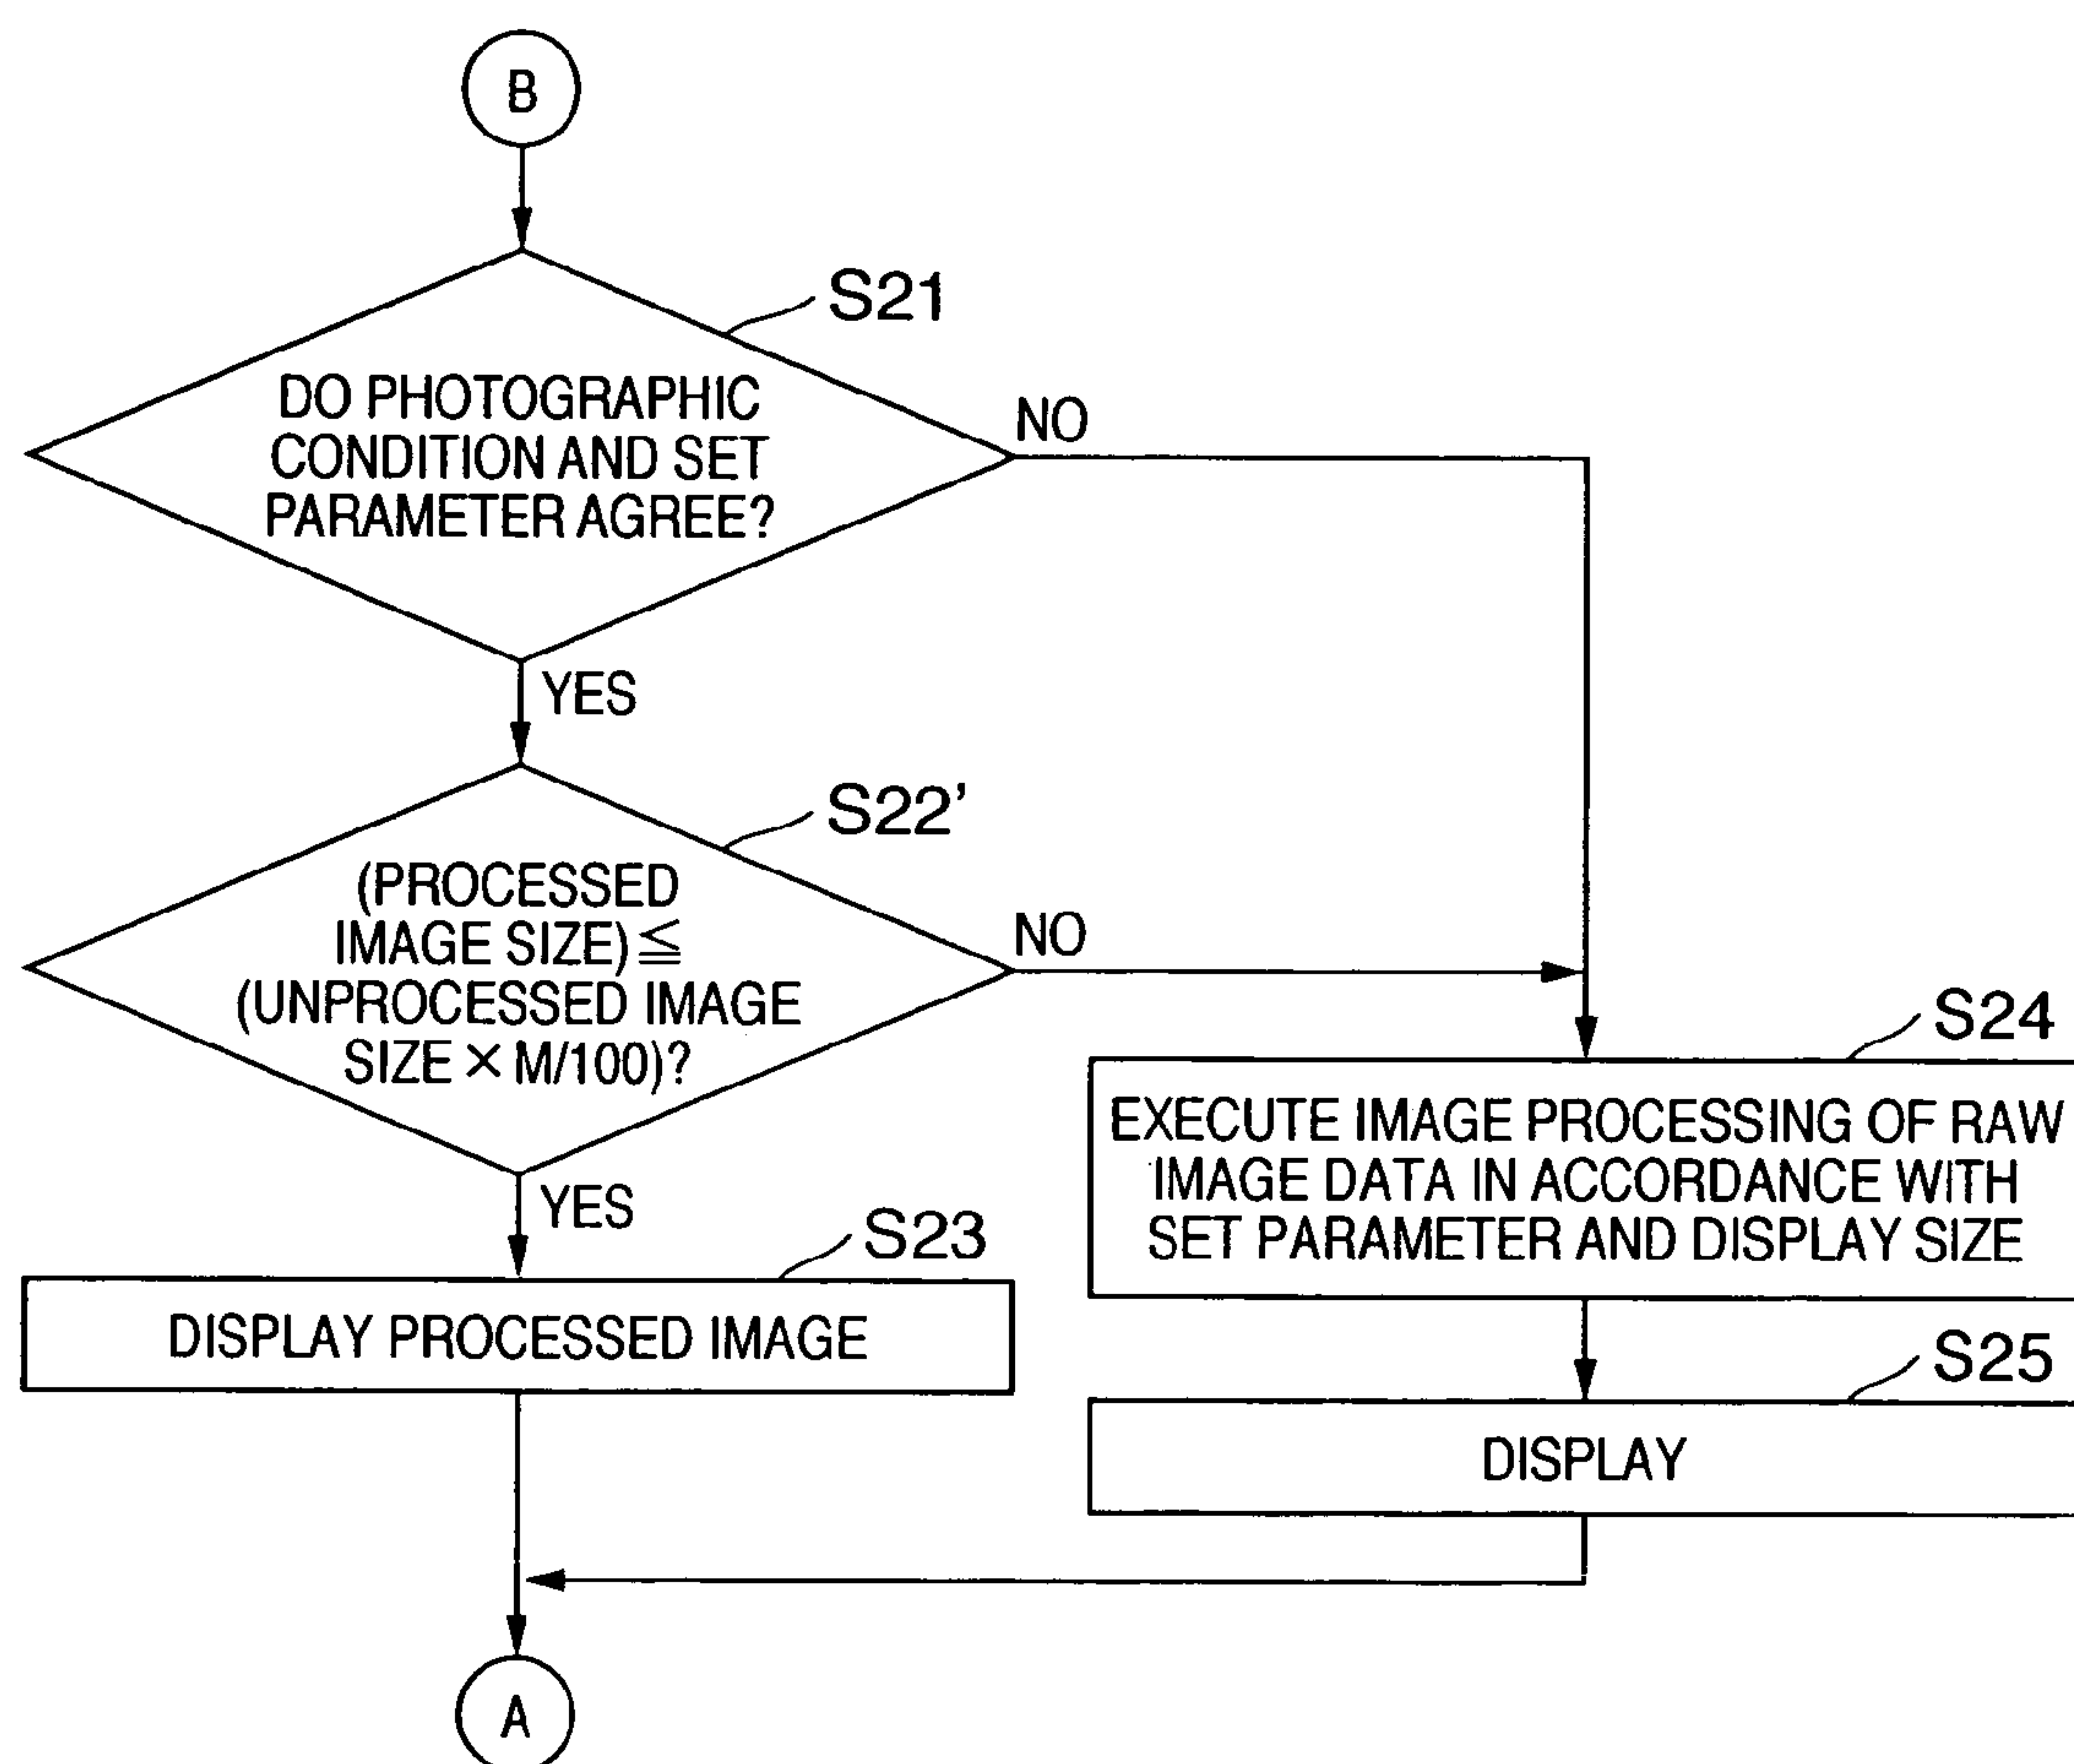 B
S21
DO PHOTOGRAPHIC
CONDITION AND SET
PARAMETER AGREE?
NO
YES
S22'
(PROCESSED
IMAGE SIZE)≦
(UNPROCESSED IMAGE
SIZE × M/100)?
NO
YES
S24
EXECUTE IMAGE PROCESSING OF RAW
IMAGE DATA IN ACCORDANCE WITH
SET PARAMETER AND DISPLAY SIZE
S23
DISPLAY PROCESSED IMAGE
S25
DISPLAY
A